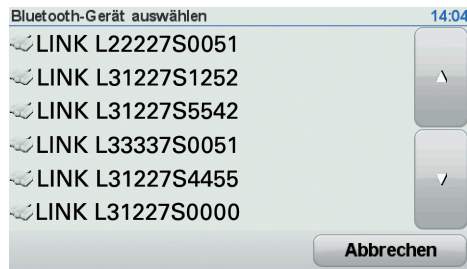 Bluetooth-Gerät auswählen 14:04
LINK L22227S0051
LINK L31227S1252
LINK L31227S5542
LINK L33337S0051
LINK L31227S4455
LINK L31227S0000
Abbrechen